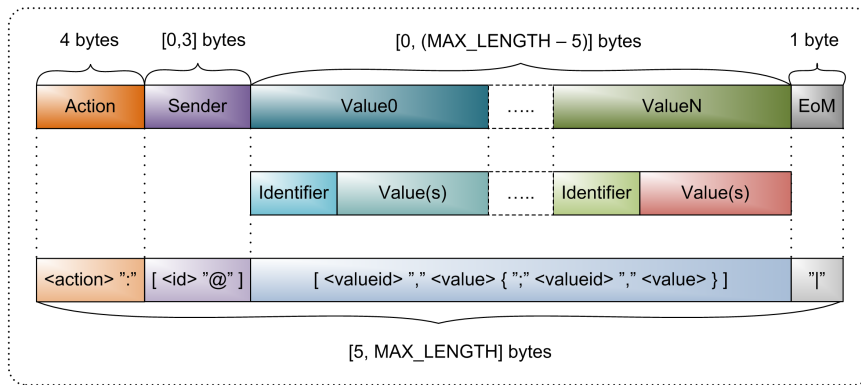 4 bytes [0,3] bytes [0, (MAX_LENGTH – 5)] bytes 1 byte
Action Sender Value0 ..... ValueN EoM
Identifier Value(s) ..... Identifier Value(s)
<action> ”:” [ <id> ”@” ] [ <valueid> ”,” <value> { ”;” <valueid> ”,” <value> } ] ”|”
[5, MAX_LENGTH] bytes